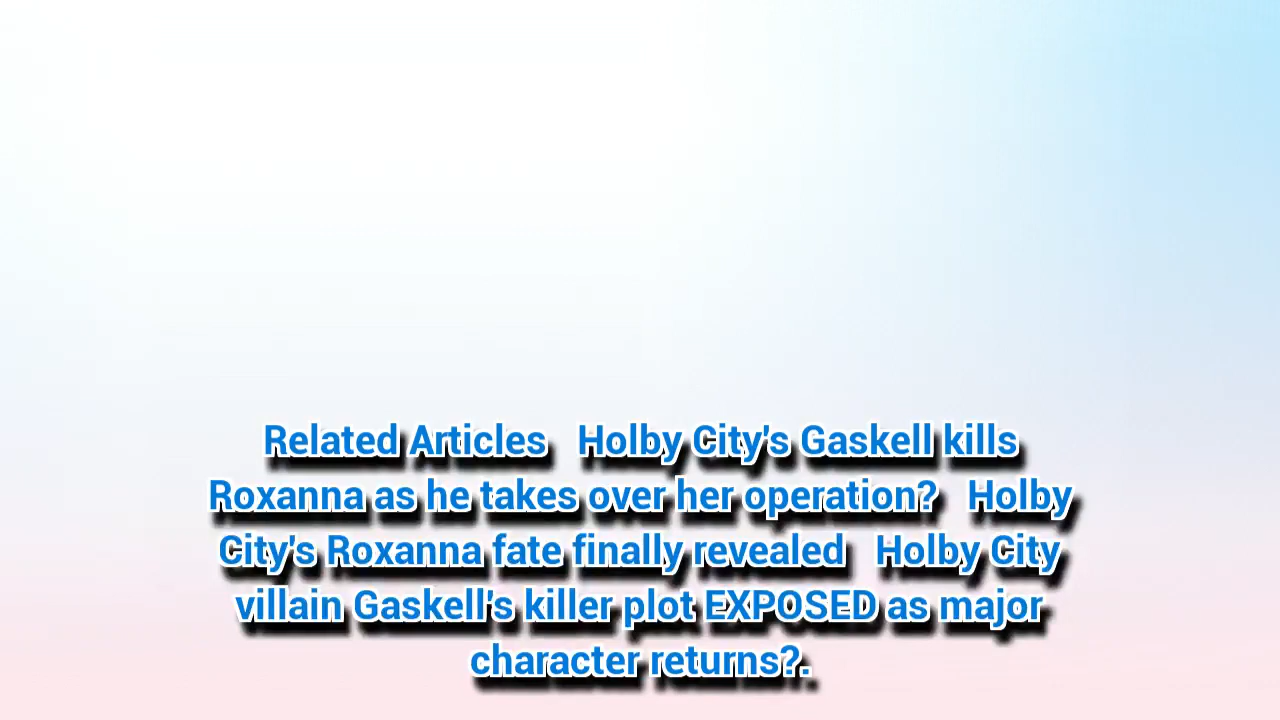 Related Articles   Holby City's Gaskell kills
Roxanna as he takes over her operation?   Holby
City's Roxanna fate finally revealed   Holby City
villain Gaskell's killer plot EXPOSED as major
character returns?.